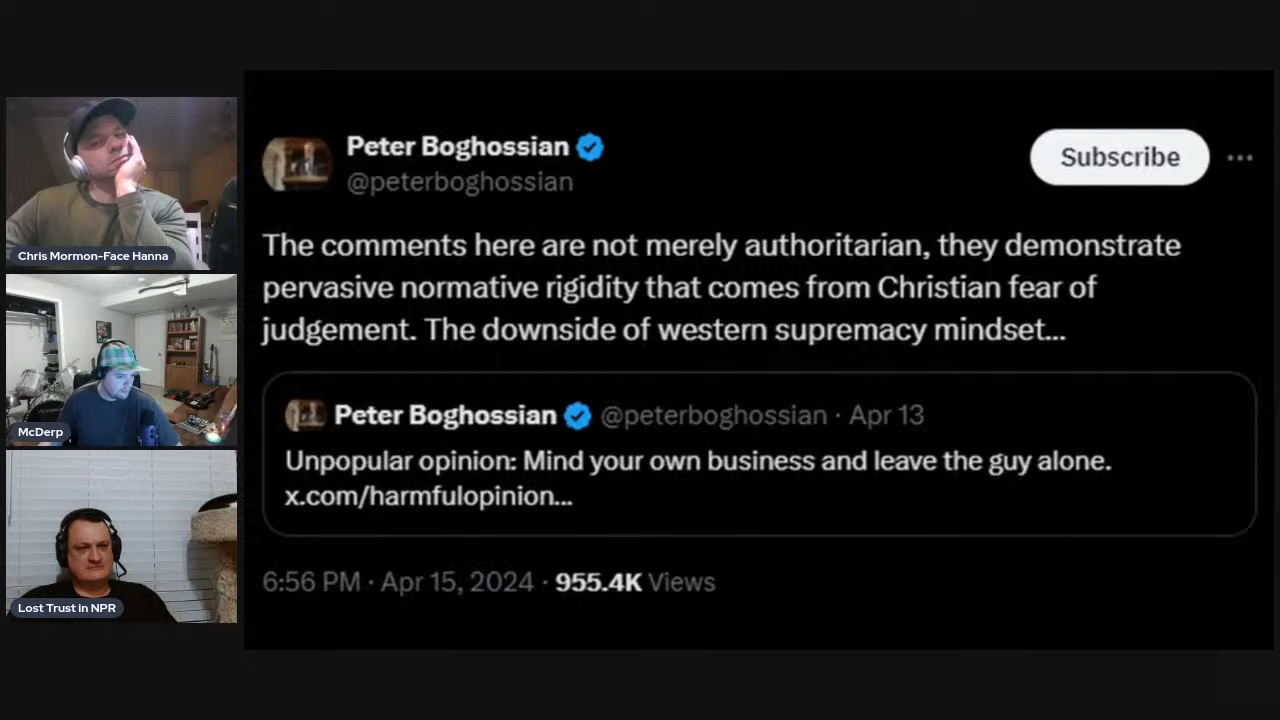 Peter Boghossian
@peterboghossian
Subscribe
The comments here are not merely authoritarian, they demonstrate
pervasive normative rigidity that comes from Christian fear of
judgement. The downside of western supremacy mindset...
Peter Boghossian @peterboghossian · Apr 13
Unpopular opinion: Mind your own business and leave the guy alone.
x.com/harmfulopinion...
6:56 PM · Apr 15, 2024 · 955.4K Views
Chris Mormon-Face Hanna
McDerp
Lost Trust in NPR